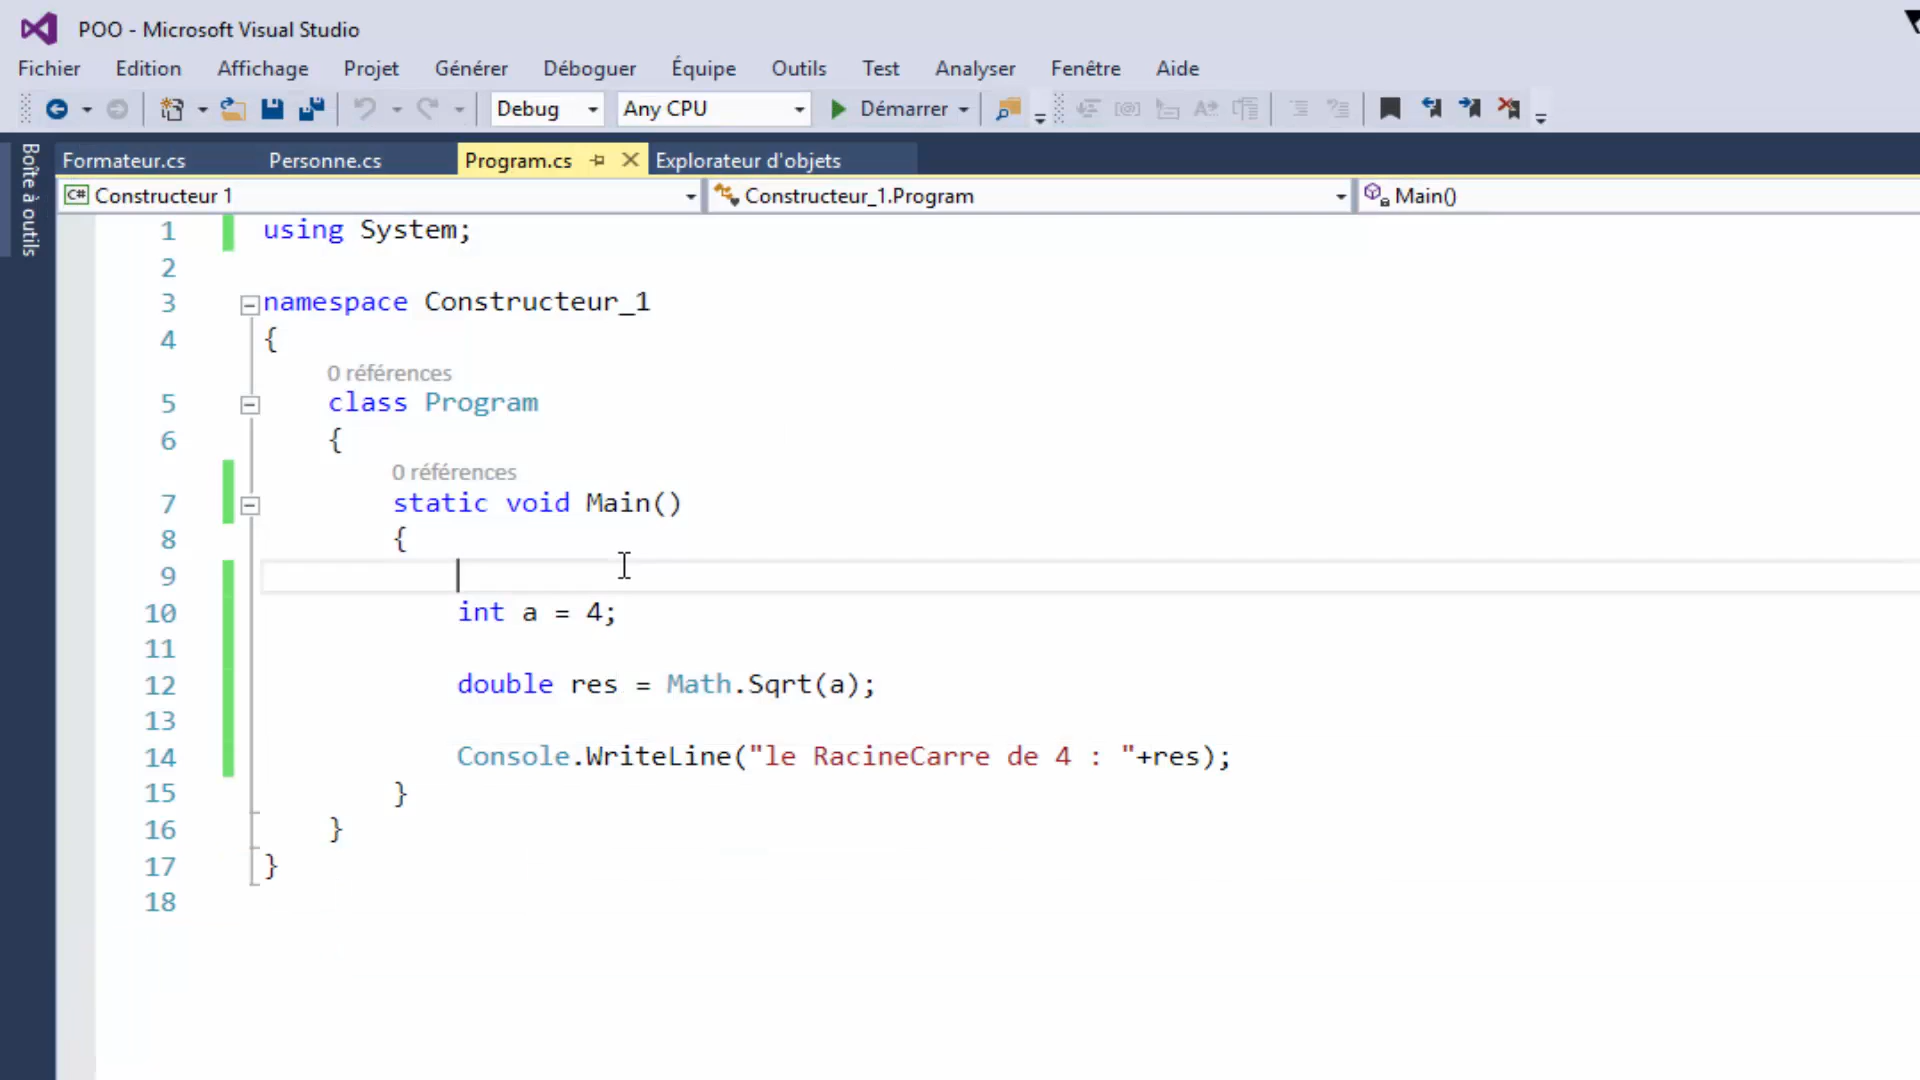 POO - Microsoft Visual Studio
Fichier Edition Affichage Projet Générer Déboguer Équipe Outils Test Analyser Fenêtre Aide
Debug Any CPU Démarrer
Boîte à outils
Formateur.cs Personne.cs Program.cs Explorateur d'objets
C# Constructeur 1 Constructeur_1.Program Main()
1 using System;
2
3 namespace Constructeur_1
4 {
0 références
5 class Program
6 {
0 références
7 static void Main()
8 {
9
10 int a = 4;
11
12 double res = Math.Sqrt(a);
13
14 Console.WriteLine("le RacineCarre de 4 : "+res);
15 }
16 }
17 }
18